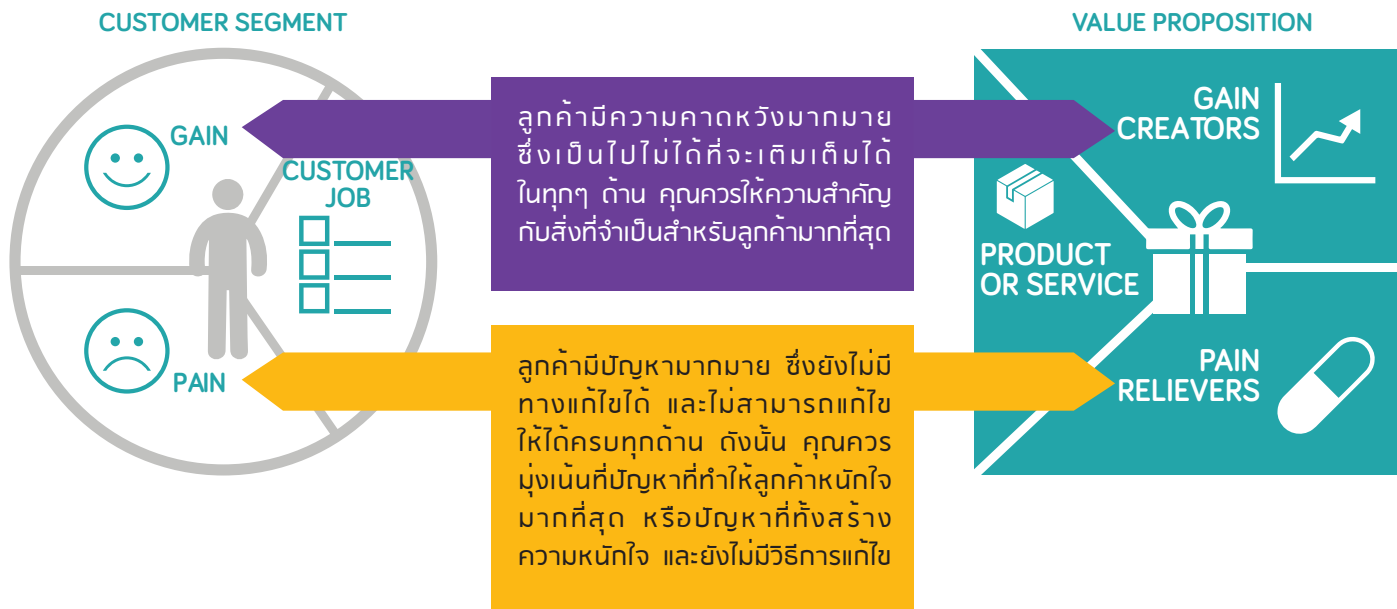 CUSTOMER SEGMENT
VALUE PROPOSITION
GAIN
CUSTOMER
JOB
PAIN
ลูกค้ามีความคาดหวังมากมาย
ซึ่งเป็นไปไม่ได้ที่จะเติมเต็มได้
ในทุกๆ ด้าน คุณควรให้ความสำคัญ
กับสิ่งที่จำเป็นสำหรับลูกค้ามากที่สุด
ลูกค้ามีปัญหามากมาย ซึ่งยังไม่มี
ทางแก้ไขได้ และไม่สามารถแก้ไข
ให้ได้ครบทุกด้าน ดังนั้น คุณควร
มุ่งเน้นที่ปัญหาที่ทำให้ลูกค้าหนักใจ
มากที่สุด หรือปัญหาที่ทั้งสร้าง
ความหนักใจ และยังไม่มีวิธีการแก้ไข
GAIN
CREATORS
PRODUCT
OR SERVICE
PAIN
RELIEVERS